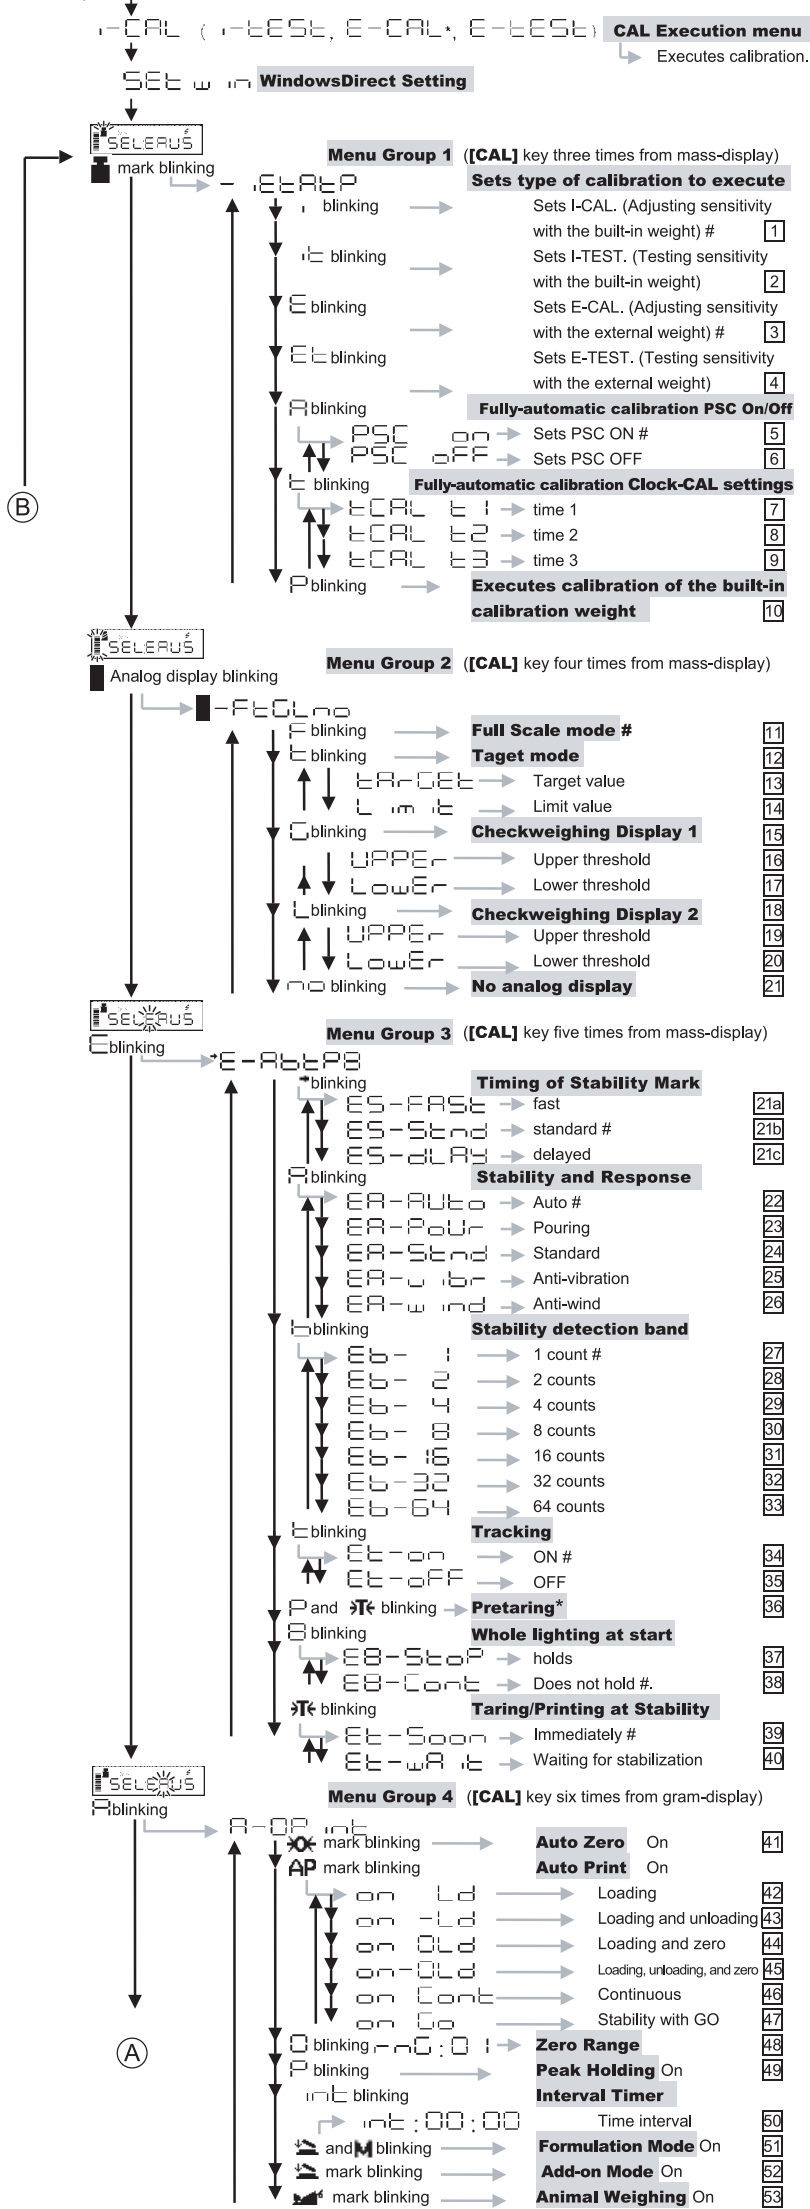 i-CAL ( i-tESt, E-CAL*, E-tESt) CAL Execution menu
Executes calibration.
SEt win WindowsDirect Setting
SEL:EAUS
mark blinking
Menu Group 1 ([CAL] key three times from mass-display)
- iEtAtP Sets type of calibration to execute
i blinking Sets I-CAL. (Adjusting sensitivity
with the built-in weight) # 1
it blinking Sets I-TEST. (Testing sensitivity
with the built-in weight) 2
E blinking Sets E-CAL. (Adjusting sensitivity
with the external weight) # 3
Et blinking Sets E-TEST. (Testing sensitivity
with the external weight) 4
A blinking Fully-automatic calibration PSC On/Off
PSC on Sets PSC ON # 5
PSC oFF Sets PSC OFF 6
t blinking Fully-automatic calibration Clock-CAL settings
tCAL t1 time 1 7
tCAL t2 time 2 8
tCAL t3 time 3 9
P blinking Executes calibration of the built-in
calibration weight 10
B
SEL:EAUS
Analog display blinking
Menu Group 2 ([CAL] key four times from mass-display)
-FtGLno
F blinking Full Scale mode # 11
t blinking Taget mode 12
tArGEt Target value 13
Limit Limit value 14
G blinking Checkweighing Display 1 15
UPPEr Upper threshold 16
LowEr Lower threshold 17
L blinking Checkweighing Display 2 18
UPPEr Upper threshold 19
LowEr Lower threshold 20
no blinking No analog display 21
SEL:EAUS
E blinking
Menu Group 3 ([CAL] key five times from mass-display)
E-AbtP8
blinking Timing of Stability Mark
ES-FASt fast 21a
ES-Stnd standard # 21b
ES-dLAY delayed 21c
A blinking Stability and Response
EA-AUto Auto # 22
EA-PoUr Pouring 23
EA-Stnd Standard 24
EA-vibr Anti-vibration 25
EA-wind Anti-wind 26
b blinking Stability detection band
Eb- 1 1 count # 27
Eb- 2 2 counts 28
Eb- 4 4 counts 29
Eb- 8 8 counts 30
Eb- 16 16 counts 31
Eb-32 32 counts 32
Eb-64 64 counts 33
t blinking Tracking
Et-on ON # 34
Et-oFF OFF 35
P and T blinking Pretaring* 36
8 blinking Whole lighting at start
E8-StoP holds 37
E8-Cont Does not hold #. 38
T blinking Taring/Printing at Stability
Et-Soon Immediately # 39
Et-wAit Waiting for stabilization 40
SEL:EAUS
A blinking
Menu Group 4 ([CAL] key six times from gram-display)
A-0P int
0 mark blinking Auto Zero On 41
AP mark blinking Auto Print On
on Ld Loading 42
on -Ld Loading and unloading 43
on 0Ld Loading and zero 44
on-0Ld Loading, unloading, and zero 45
on Cont Continuous 46
on Go Stability with GO 47
0 blinking rnG:01 Zero Range 48
P blinking Peak Holding On 49
int blinking Interval Timer
int:00:00 Time interval 50
and M blinking Formulation Mode On 51
mark blinking Add-on Mode On 52
mark blinking Animal Weighing On 53
A